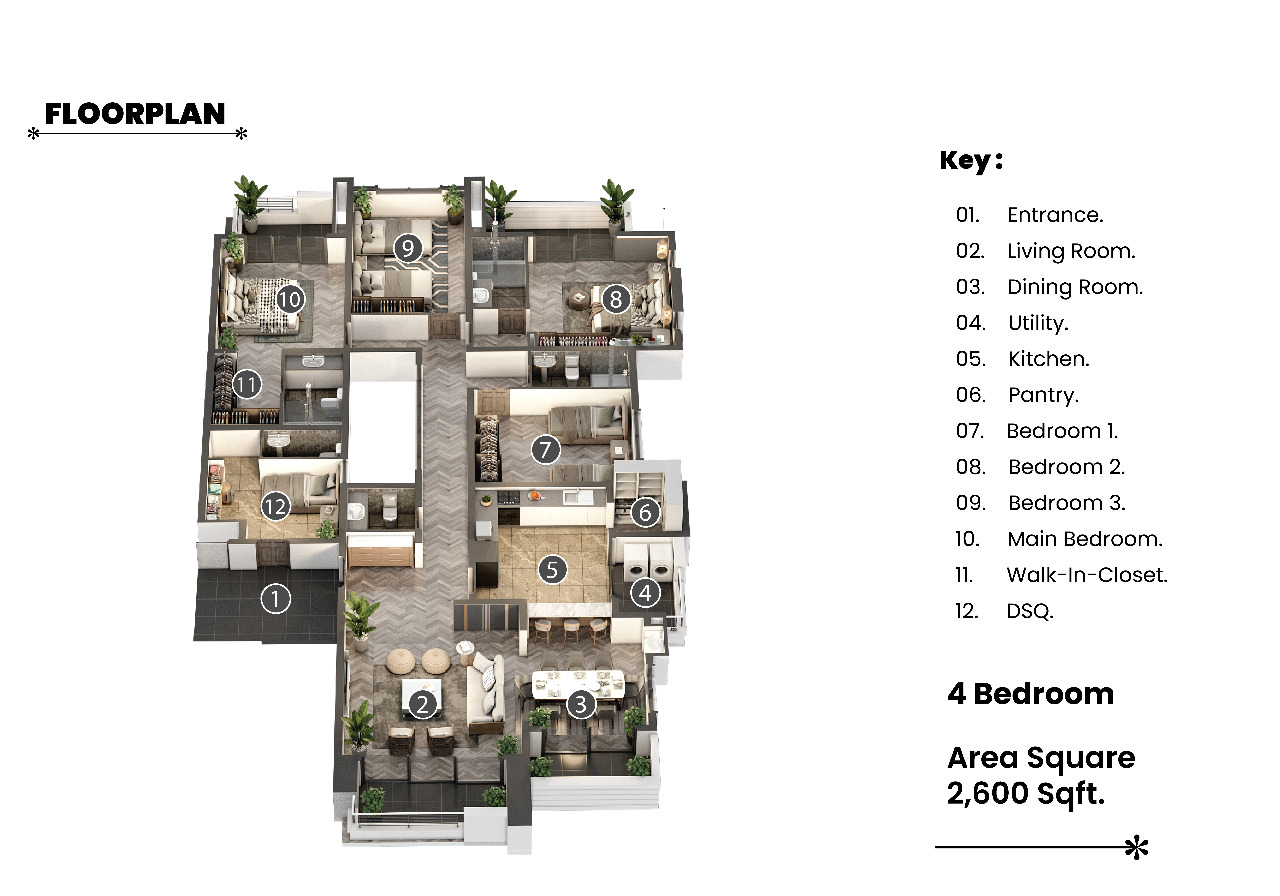 FLOORPLAN
Key:
01. Entrance.
02. Living Room.
03. Dining Room.
04. Utility.
05. Kitchen.
06. Pantry.
07. Bedroom 1.
08. Bedroom 2.
09. Bedroom 3.
10. Main Bedroom.
11. Walk-In-Closet.
12. DSQ.
4 Bedroom
Area Square
2,600 Sqft.
9
10
8
11
7
12
6
5
4
1
2
3